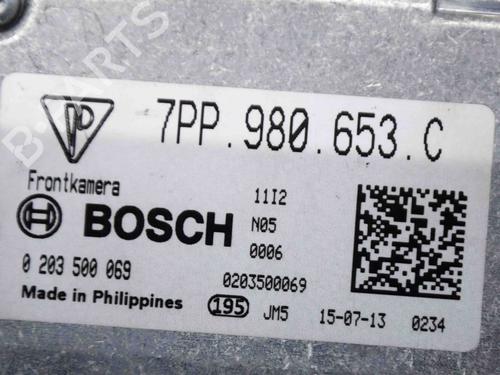 7PP.980.653.C
Frontkamera
BOSCH
11I2
N05
0006
0 203 500 069
0203500069
Made in Philippines
195
JM5
15-07-13
0234
B-PARTS